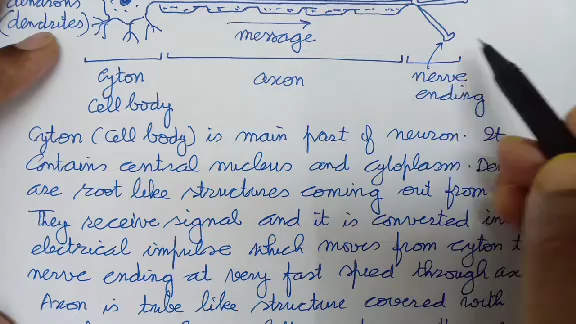 (dendrites)
message
Cyton
cell body
axon
nerve
ending
Cyton (cell body) is main part of neuron. It
contains central nucleus and cytoplasm.
are root like structures coming out from
They receive signal and it is converted in
electrical impulse which moves from cyton t
nerve ending at very fast speed through ax
Axon is tube like structure covered with